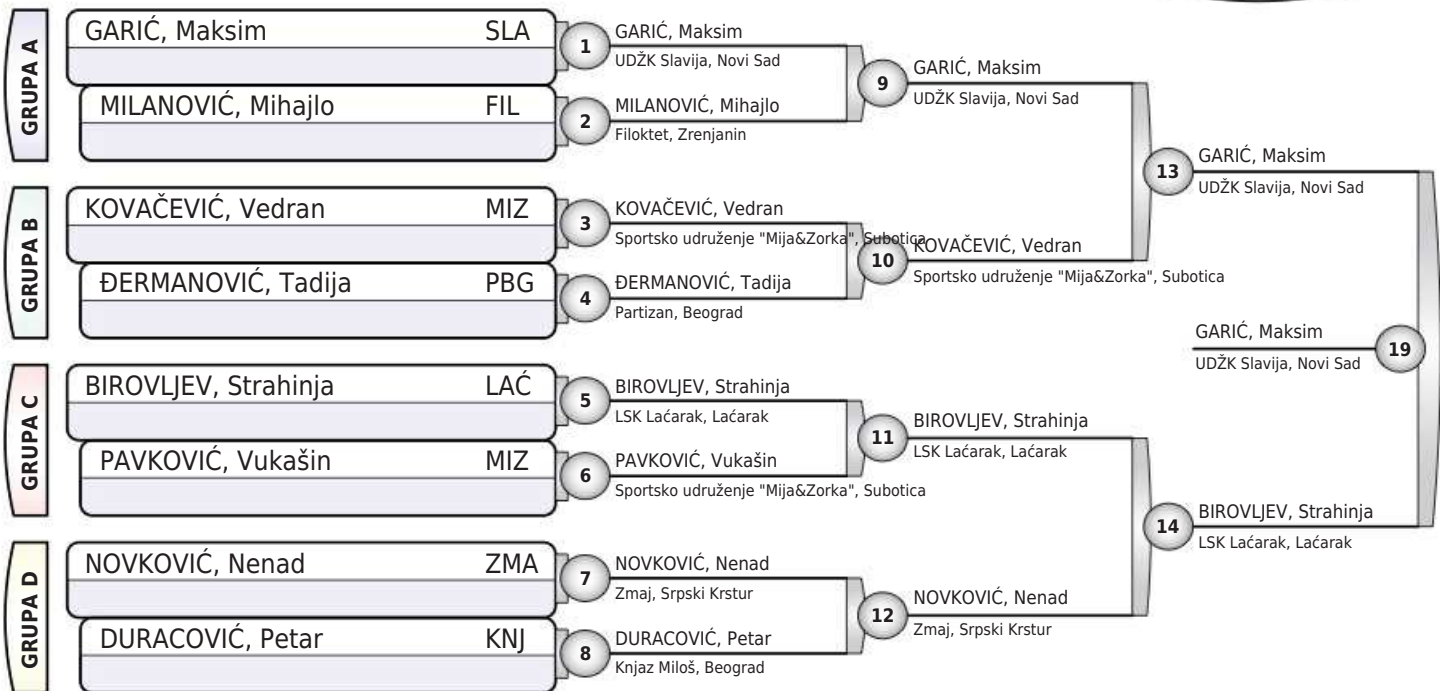 GRUPA A
GARIĆ, Maksim SLA
MILANOVIĆ, Mihajlo FIL
GRUPA B
KOVAČEVIĆ, Vedran MIZ
ĐERMANOVIĆ, Tadija PBG
GRUPA C
BIROVLJEV, Strahinja LAĆ
PAVKOVIĆ, Vukašin MIZ
GRUPA D
NOVKOVIĆ, Nenad ZMA
DURACOVIĆ, Petar KNJ
1
GARIĆ, Maksim
UDŽK Slavija, Novi Sad
2
MILANOVIĆ, Mihajlo
Filoktet, Zrenjanin
3
KOVAČEVIĆ, Vedran
Sportsko udruženje "Mija&Zorka", Subotica
4
ĐERMANOVIĆ, Tadija
Partizan, Beograd
5
BIROVLJEV, Strahinja
LSK Laćarak, Laćarak
6
PAVKOVIĆ, Vukašin
Sportsko udruženje "Mija&Zorka", Subotica
7
NOVKOVIĆ, Nenad
Zmaj, Srpski Krstur
8
DURACOVIĆ, Petar
Knjaz Miloš, Beograd
9
GARIĆ, Maksim
UDŽK Slavija, Novi Sad
10
KOVAČEVIĆ, Vedran
Sportsko udruženje "Mija&Zorka", Subotica
11
BIROVLJEV, Strahinja
LSK Laćarak, Laćarak
12
NOVKOVIĆ, Nenad
Zmaj, Srpski Krstur
13
GARIĆ, Maksim
UDŽK Slavija, Novi Sad
14
BIROVLJEV, Strahinja
LSK Laćarak, Laćarak
GARIĆ, Maksim
UDŽK Slavija, Novi Sad
19